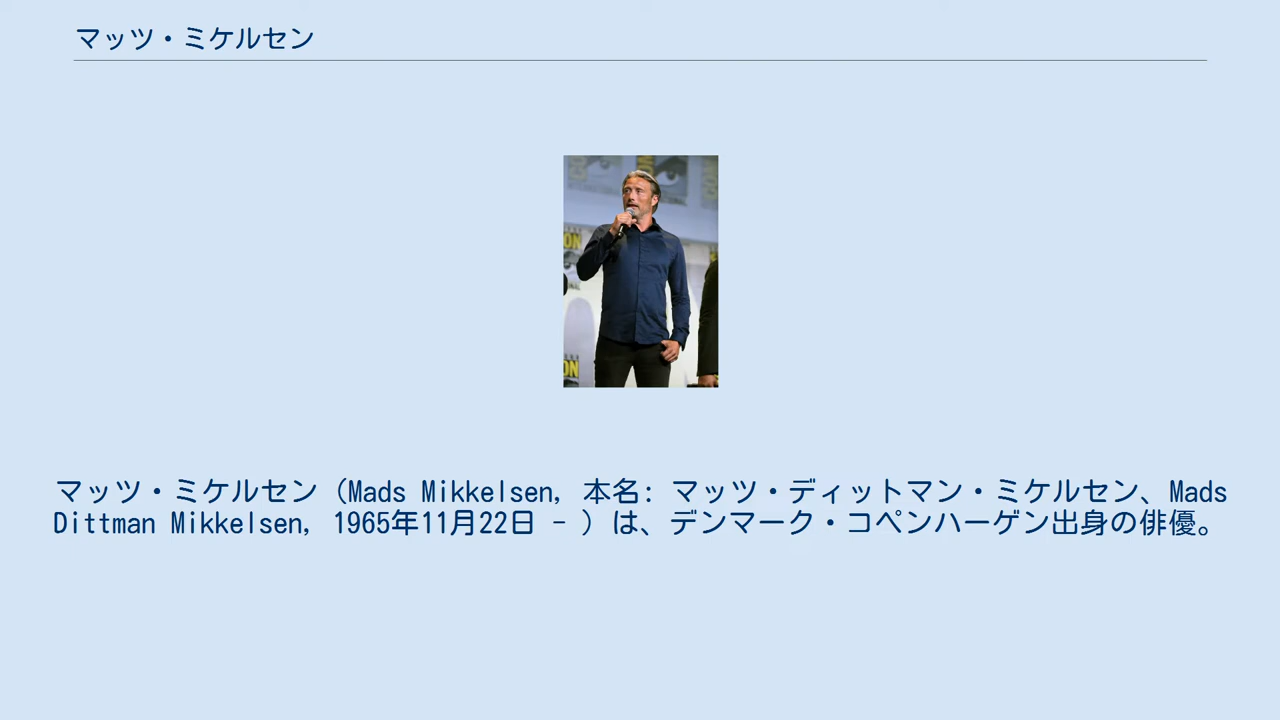 マッツ・ミケルセン
マッツ・ミケルセン（Mads Mikkelsen, 本名: マッツ・ディットマン・ミケルセン、Mads
Dittman Mikkelsen, 1965年11月22日 - ）は、デンマーク・コペンハーゲン出身の俳優。